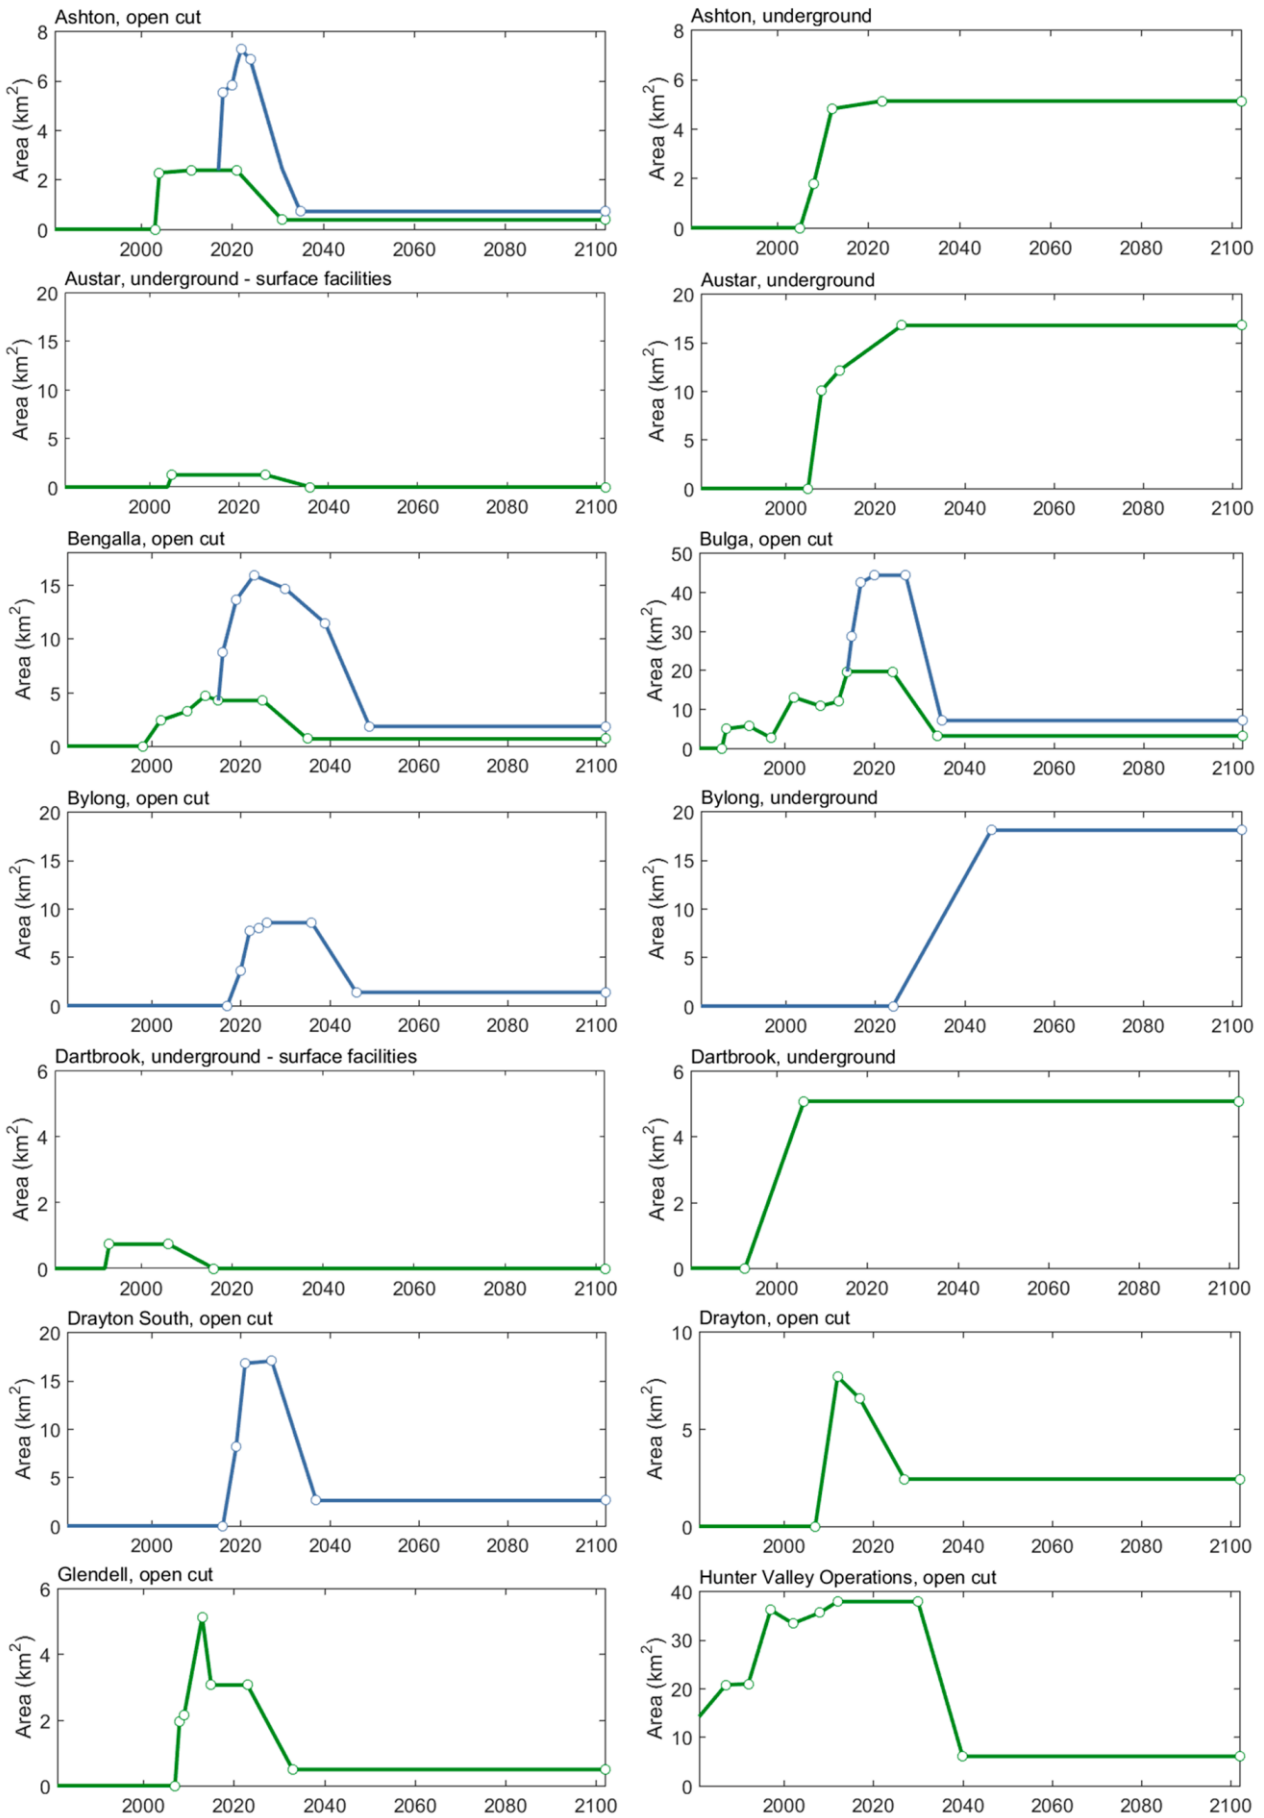 Ashton, open cut
8
6
4
2
0
Area (km²)
2000 2020 2040 2060 2080 2100
Ashton, underground
8
6
4
2
0
Area (km²)
2000 2020 2040 2060 2080 2100
Austar, underground - surface facilities
20
15
10
5
0
Area (km²)
2000 2020 2040 2060 2080 2100
Austar, underground
20
15
10
5
0
Area (km²)
2000 2020 2040 2060 2080 2100
Bengalla, open cut
15
10
5
0
Area (km²)
2000 2020 2040 2060 2080 2100
Bulga, open cut
50
40
30
20
10
0
Area (km²)
2000 2020 2040 2060 2080 2100
Bylong, open cut
20
15
10
5
0
Area (km²)
2000 2020 2040 2060 2080 2100
Bylong, underground
20
15
10
5
0
Area (km²)
2000 2020 2040 2060 2080 2100
Dartbrook, underground - surface facilities
6
4
2
0
Area (km²)
2000 2020 2040 2060 2080 2100
Dartbrook, underground
6
4
2
0
Area (km²)
2000 2020 2040 2060 2080 2100
Drayton South, open cut
20
15
10
5
0
Area (km²)
2000 2020 2040 2060 2080 2100
Drayton, open cut
10
5
0
Area (km²)
2000 2020 2040 2060 2080 2100
Glendell, open cut
6
4
2
0
Area (km²)
2000 2020 2040 2060 2080 2100
Hunter Valley Operations, open cut
40
30
20
10
0
Area (km²)
2000 2020 2040 2060 2080 2100